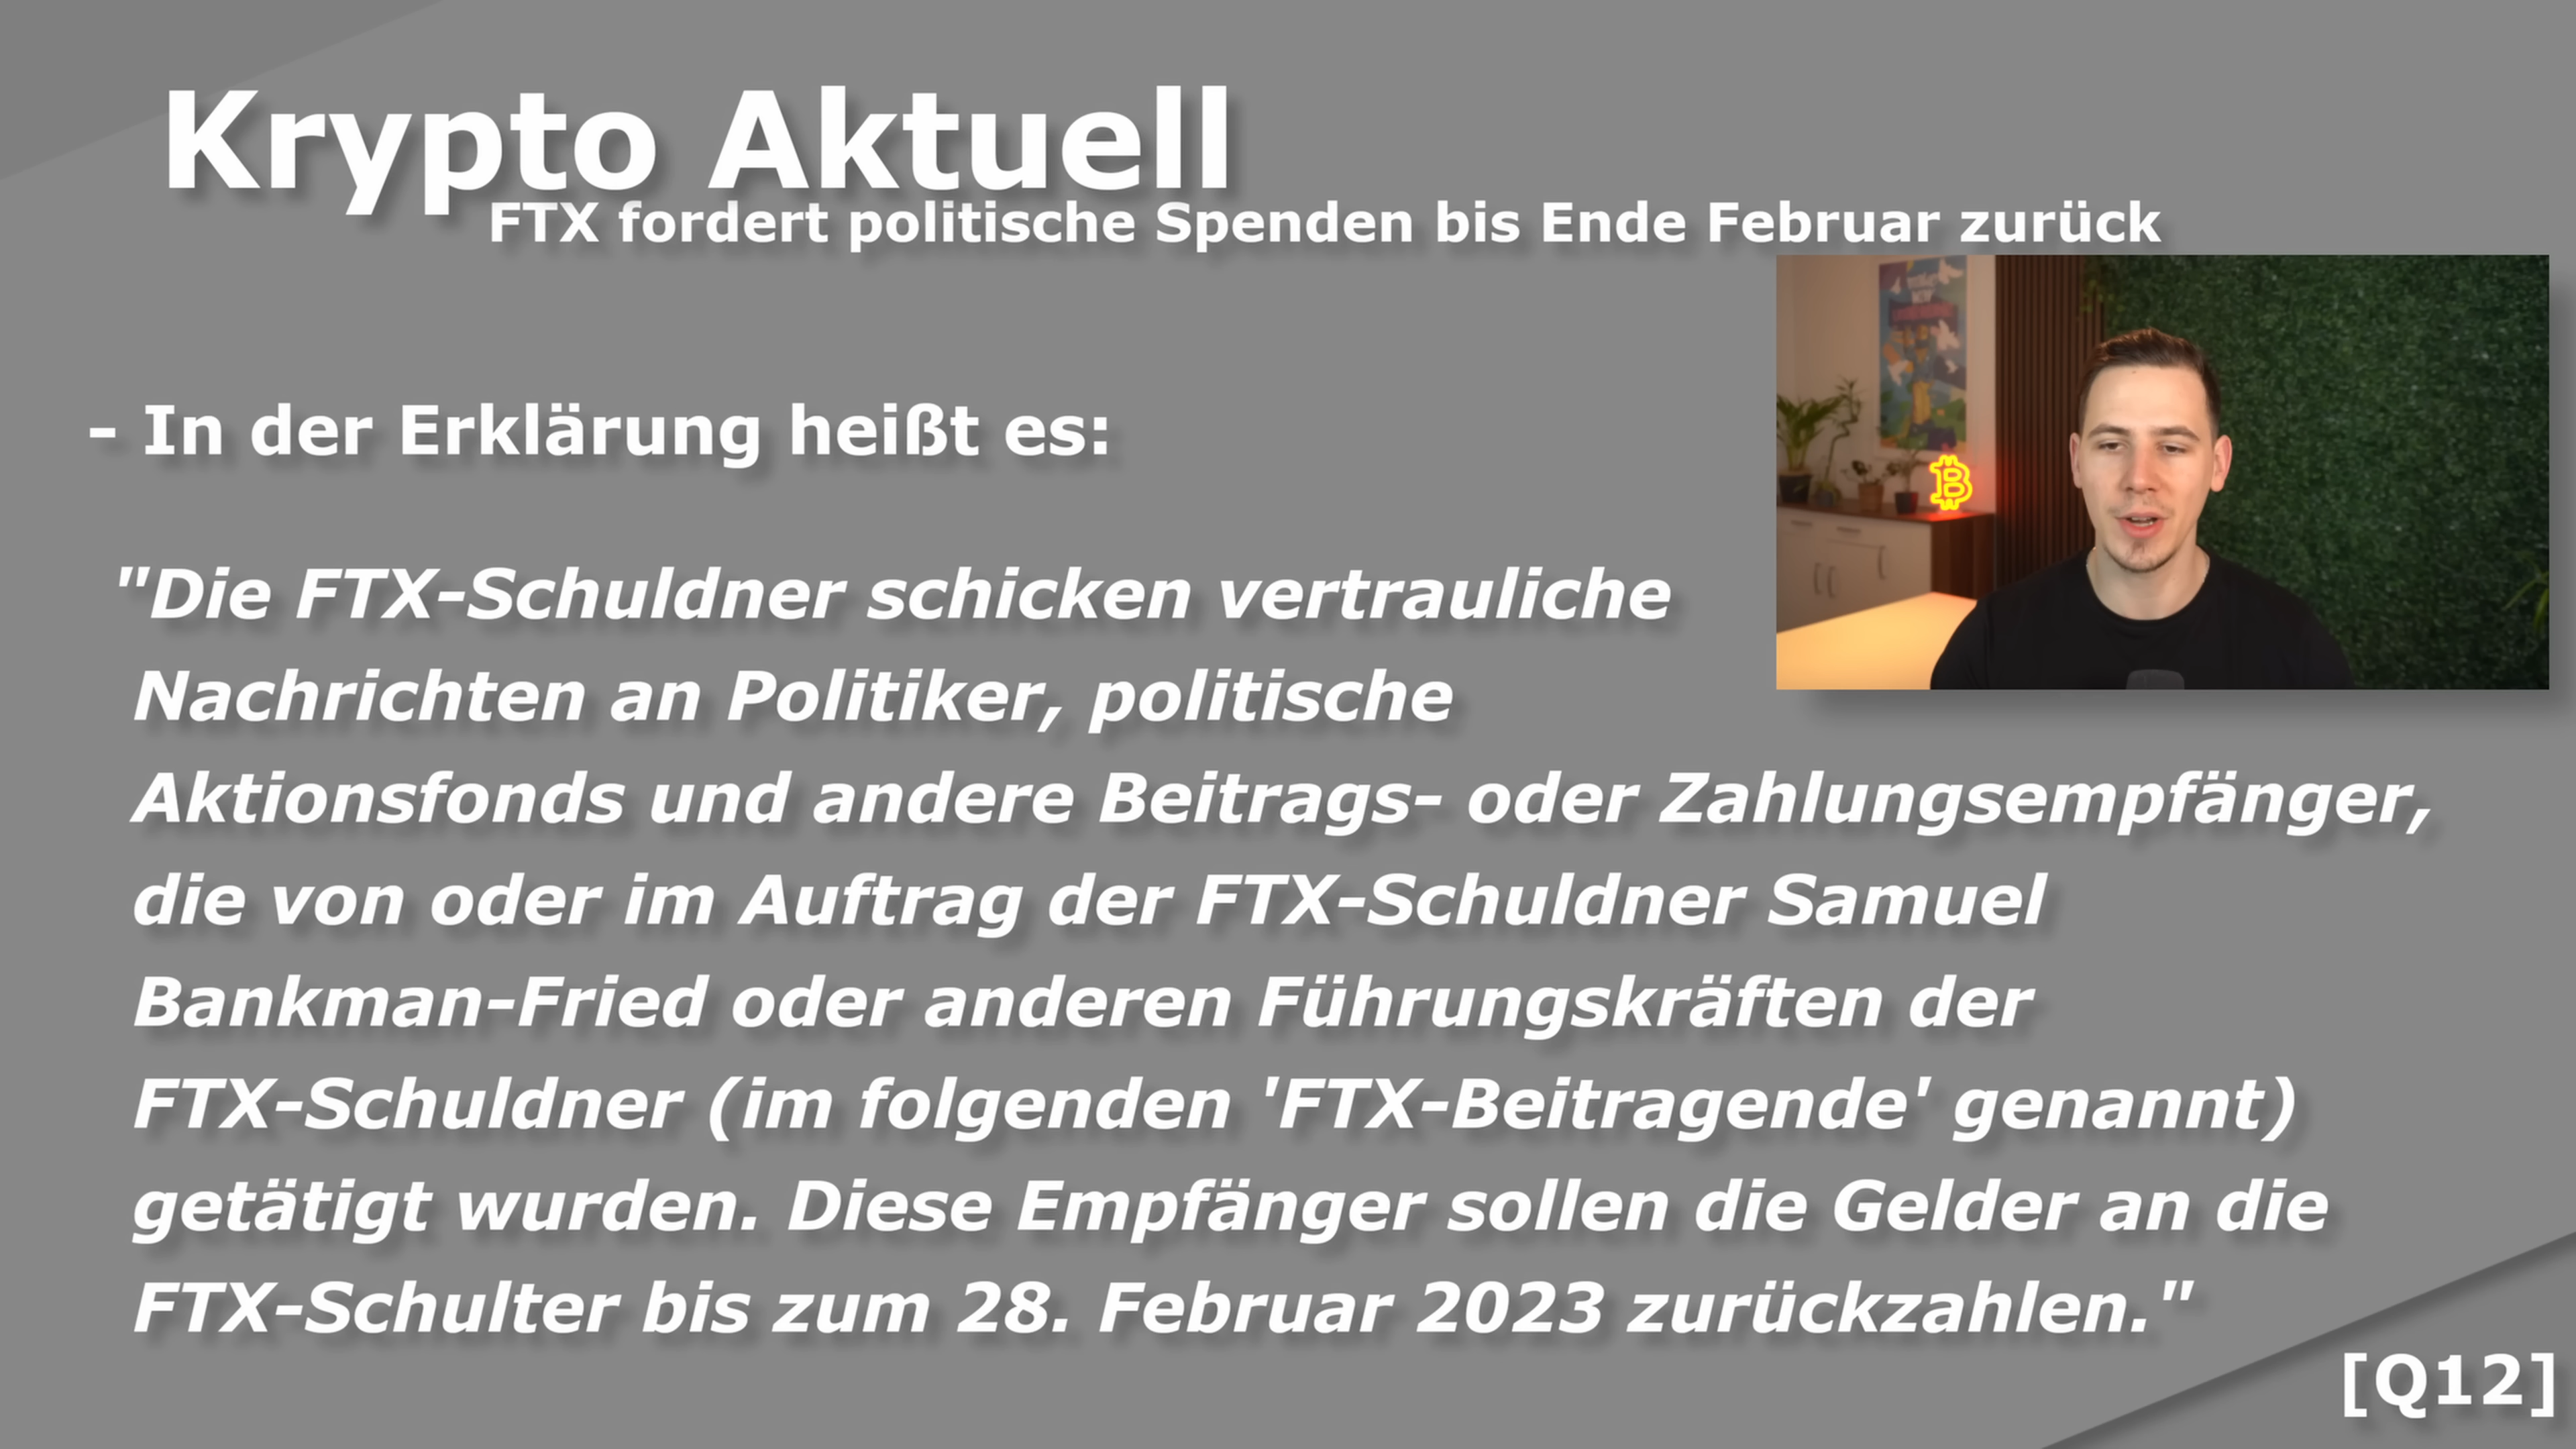 Krypto Aktuell
FTX fordert politische Spenden bis Ende Februar zurück
- In der Erklärung heißt es:
"Die FTX-Schuldner schicken vertrauliche
Nachrichten an Politiker, politische
Aktionsfonds und andere Beitrags- oder Zahlungsempfänger,
die von oder im Auftrag der FTX-Schuldner Samuel
Bankman-Fried oder anderen Führungskräften der
FTX-Schuldner (im folgenden 'FTX-Beitragende' genannt)
getätigt wurden. Diese Empfänger sollen die Gelder an die
FTX-Schulter bis zum 28. Februar 2023 zurückzahlen."
[Q12]